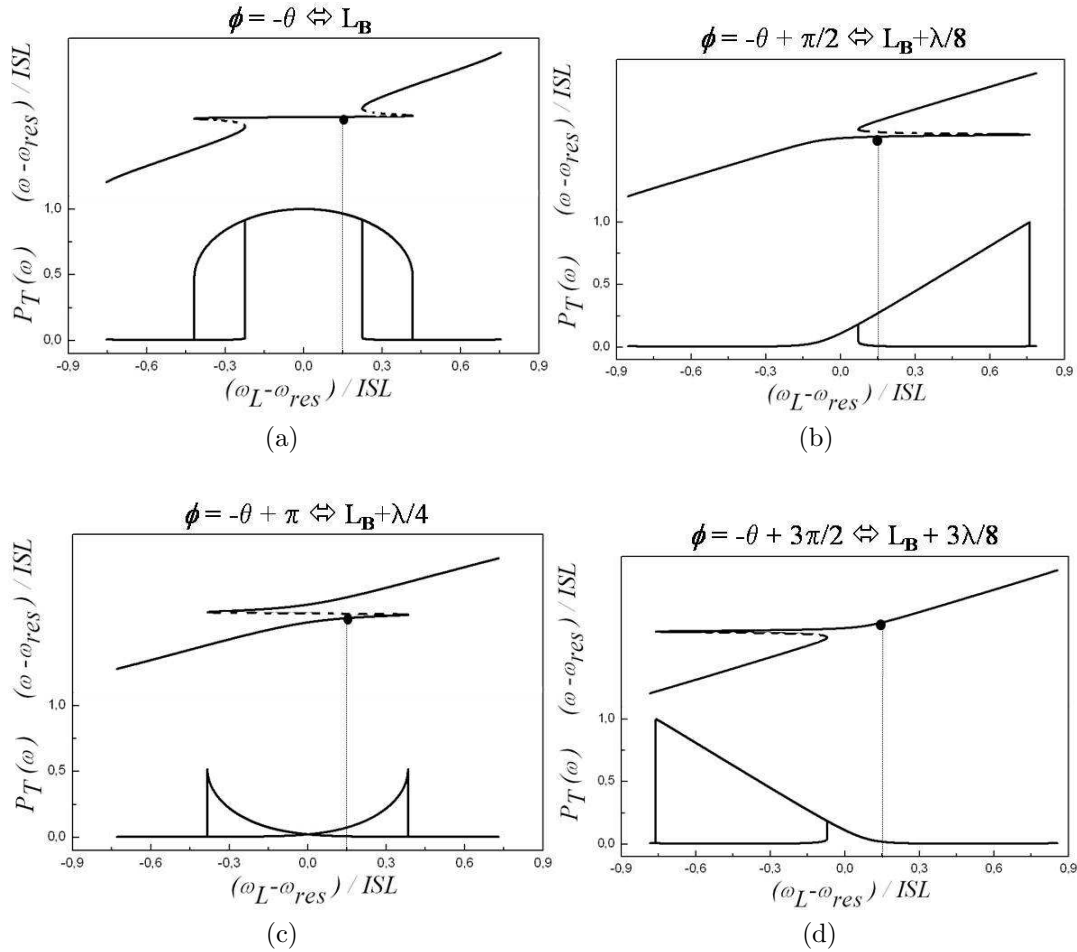 ϕ = -θ ⇔ L_B
(ω - ω_res) / ISL
P_T(ω)
1,0
0,5
0,0
-0,9 -0,6 -0,3 0,0 0,3 0,6 0,9
(ω_L-ω_res) / ISL
(a)
ϕ = -θ + π/2 ⇔ L_B+λ/8
(ω - ω_res) / ISL
P_T(ω)
1,0
0,5
0,0
-0,9 -0,6 -0,3 0,0 0,3 0,6 0,9
(ω_L-ω_res) / ISL
(b)
ϕ = -θ + π ⇔ L_B+λ/4
(ω - ω_res) / ISL
P_T(ω)
1,0
0,5
0,0
-0,9 -0,6 -0,3 0,0 0,3 0,6 0,9
(ω_L-ω_res) / ISL
(c)
ϕ = -θ + 3π/2 ⇔ L_B + 3λ/8
(ω - ω_res) / ISL
P_T(ω)
1,0
0,5
0,0
-0,9 -0,6 -0,3 0,0 0,3 0,6 0,9
(ω_L-ω_res) / ISL
(d)